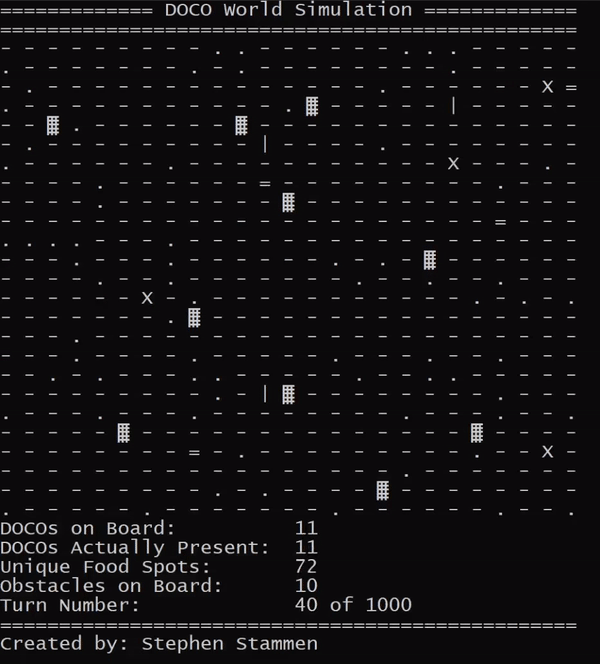 ============= DOCO World Simulation =============
=================================================
DOCOs on Board: 11
DOCOs Actually Present: 11
Unique Food Spots: 72
Obstacles on Board: 10
Turn Number: 40 of 1000
=================================================
Created by: Stephen Stammen